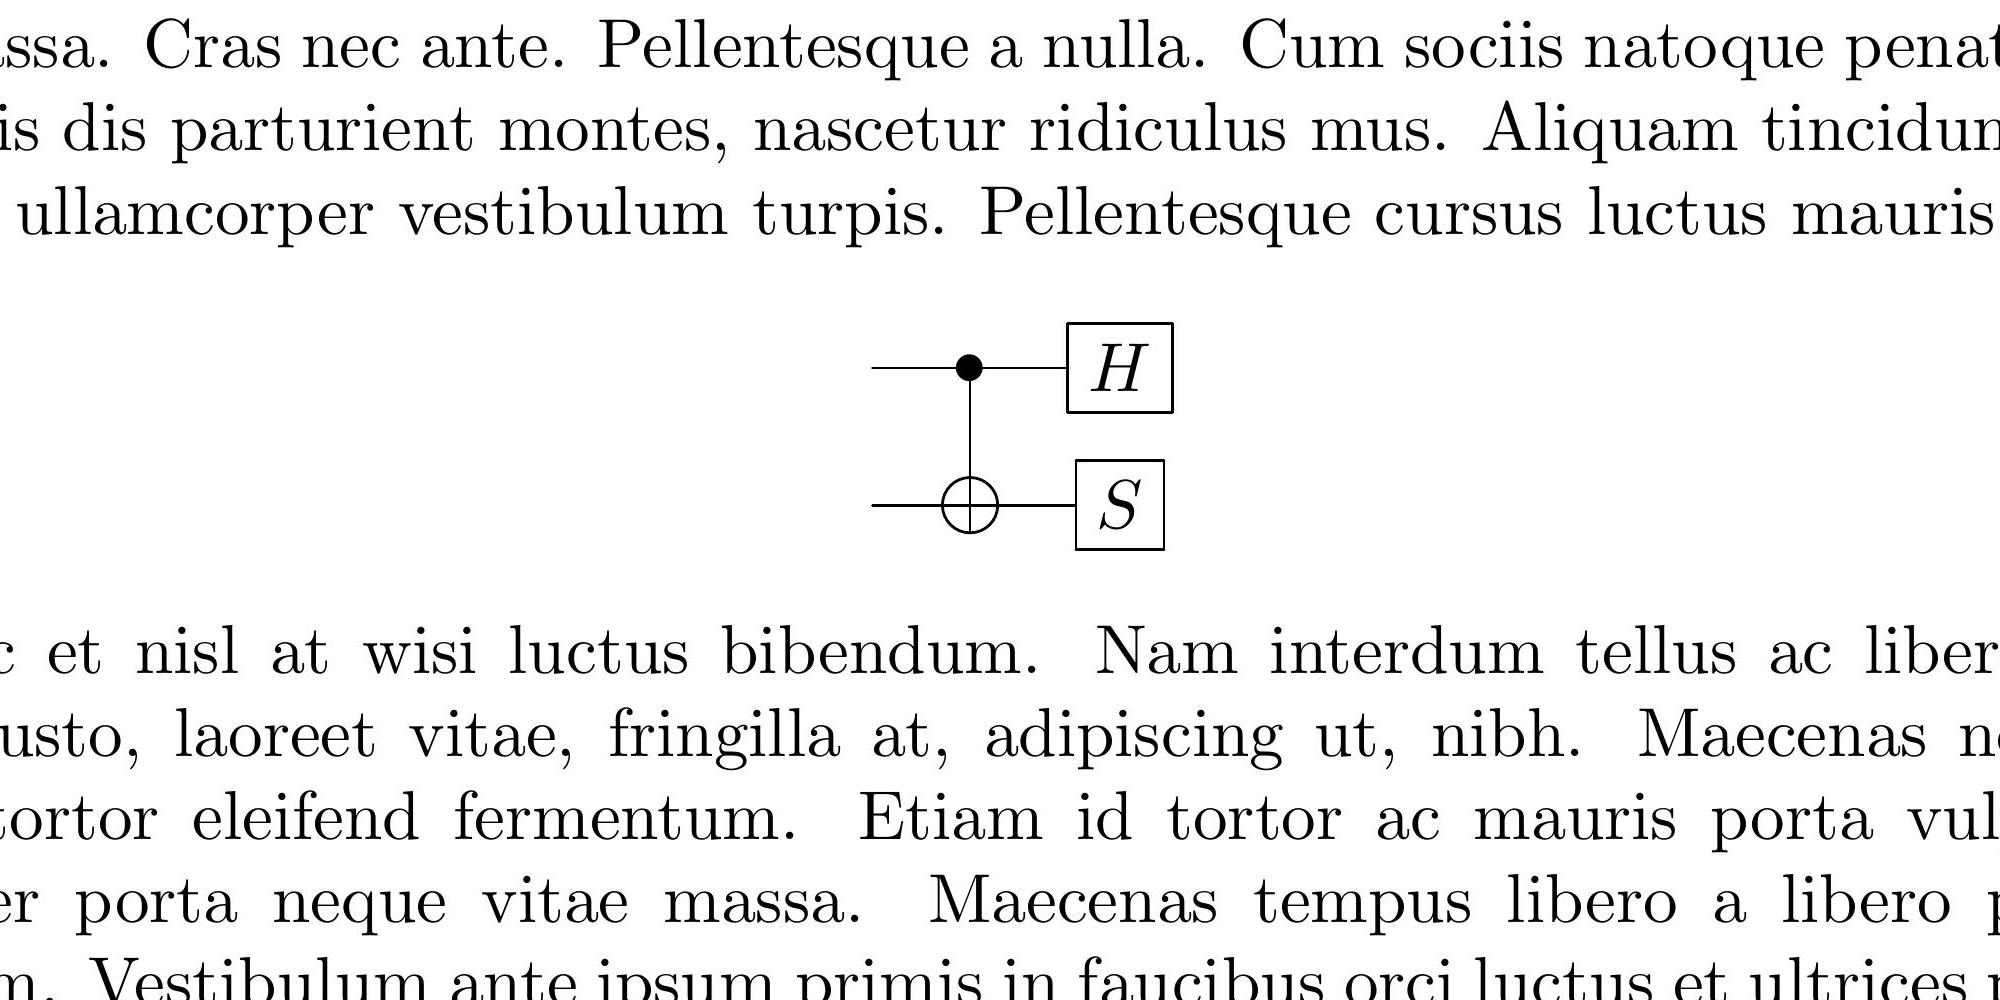 ssa. Cras nec ante. Pellentesque a nulla. Cum sociis natoque penat
is dis parturient montes, nascetur ridiculus mus. Aliquam tincidun
ullamcorper vestibulum turpis. Pellentesque cursus luctus mauris
H
S
c et nisl at wisi luctus bibendum. Nam interdum tellus ac liber
usto, laoreet vitae, fringilla at, adipiscing ut, nibh. Maecenas n
tortor eleifend fermentum. Etiam id tortor ac mauris porta vul
er porta neque vitae massa. Maecenas tempus libero a libero p
m. Vestibulum ante ipsum primis in faucibus orci luctus et ultrices